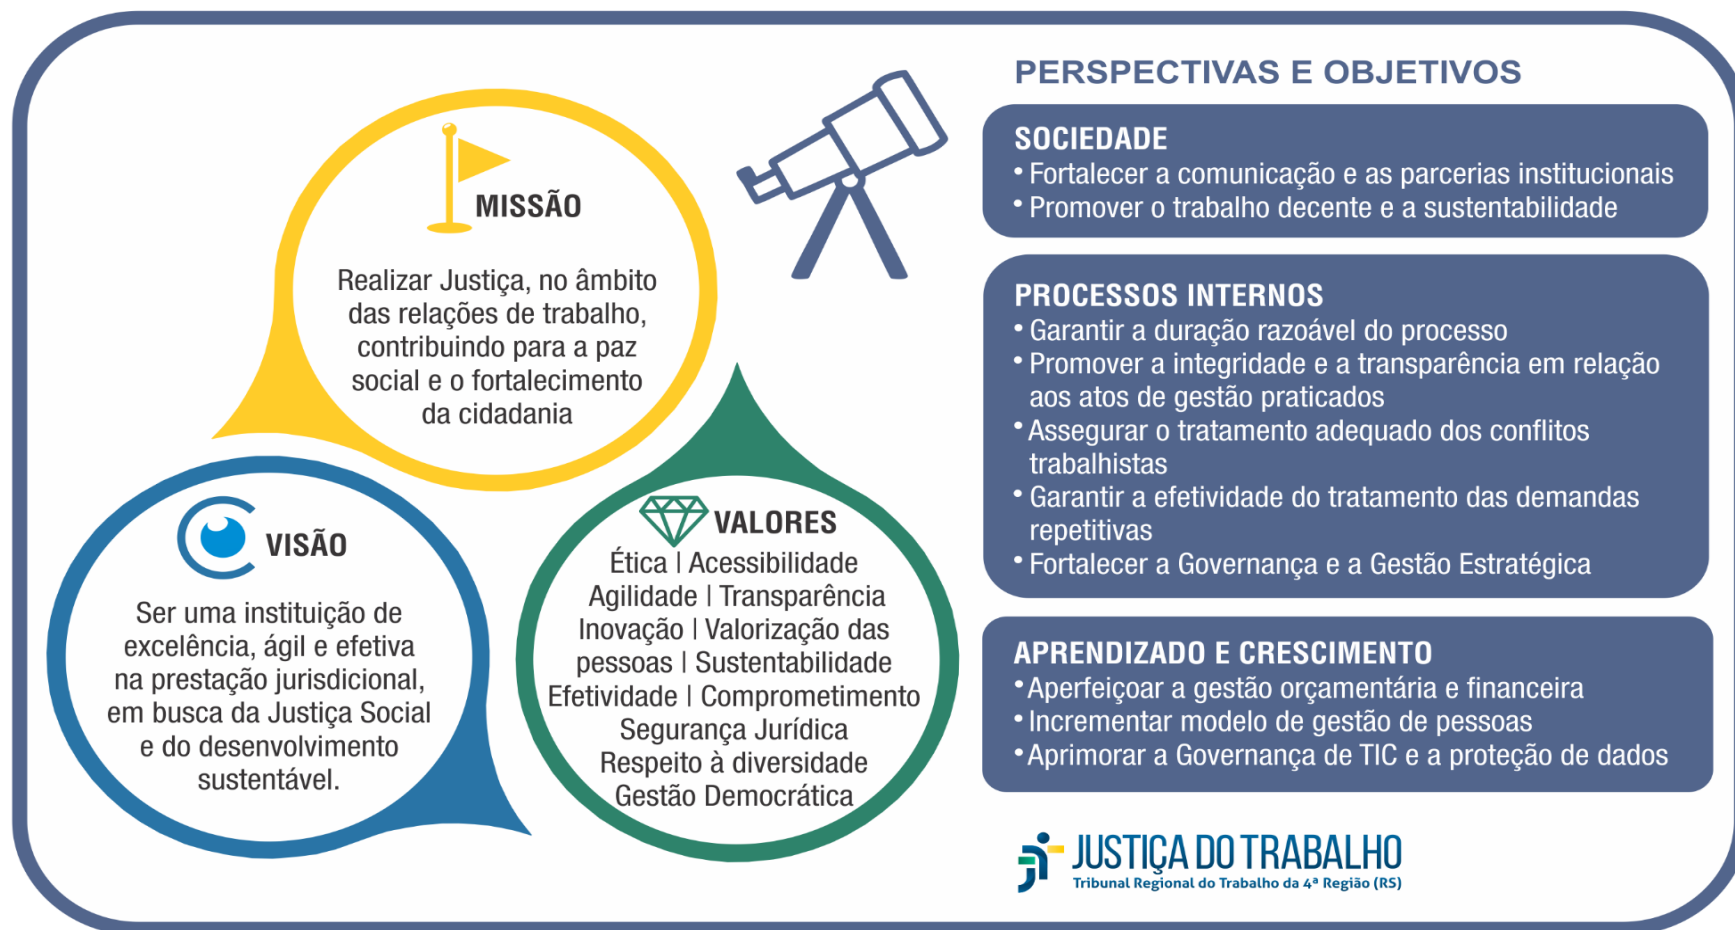 MISSÃO
Realizar Justiça, no âmbito
das relações de trabalho,
contribuindo para a paz
social e o fortalecimento
da cidadania
VISÃO
Ser uma instituição de
excelência, ágil e efetiva
na prestação jurisdicional,
em busca da Justiça Social
e do desenvolvimento
sustentável.
VALORES
Ética | Acessibilidade
Agilidade | Transparência
Inovação | Valorização das
pessoas | Sustentabilidade
Efetividade | Comprometimento
Segurança Jurídica
Respeito à diversidade
Gestão Democrática
PERSPECTIVAS E OBJETIVOS
SOCIEDADE
• Fortalecer a comunicação e as parcerias institucionais
• Promover o trabalho decente e a sustentabilidade
PROCESSOS INTERNOS
• Garantir a duração razoável do processo
• Promover a integridade e a transparência em relação
aos atos de gestão praticados
• Assegurar o tratamento adequado dos conflitos
trabalhistas
• Garantir a efetividade do tratamento das demandas
repetitivas
• Fortalecer a Governança e a Gestão Estratégica
APRENDIZADO E CRESCIMENTO
• Aperfeiçoar a gestão orçamentária e financeira
• Incrementar modelo de gestão de pessoas
• Aprimorar a Governança de TIC e a proteção de dados
JUSTIÇA DO TRABALHO
Tribunal Regional do Trabalho da 4ª Região (RS)